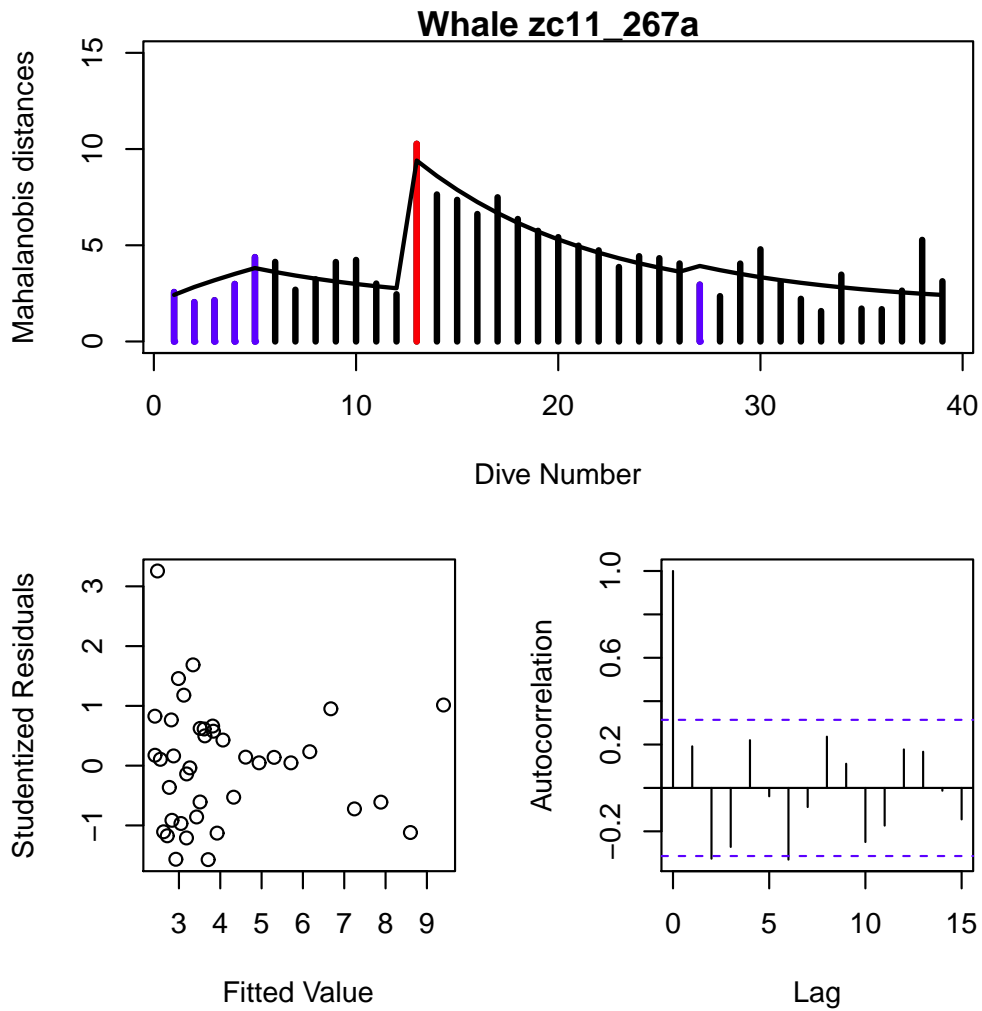 Whale zc11_267a
Mahalanobis distances
15
10
5
0
0 10 20 30 40
Dive Number
Studentized Residuals
3
2
1
0
−1
3 4 5 6 7 8 9
Fitted Value
Autocorrelation
1.0
0.6
0.2
−0.2
0 5 10 15
Lag